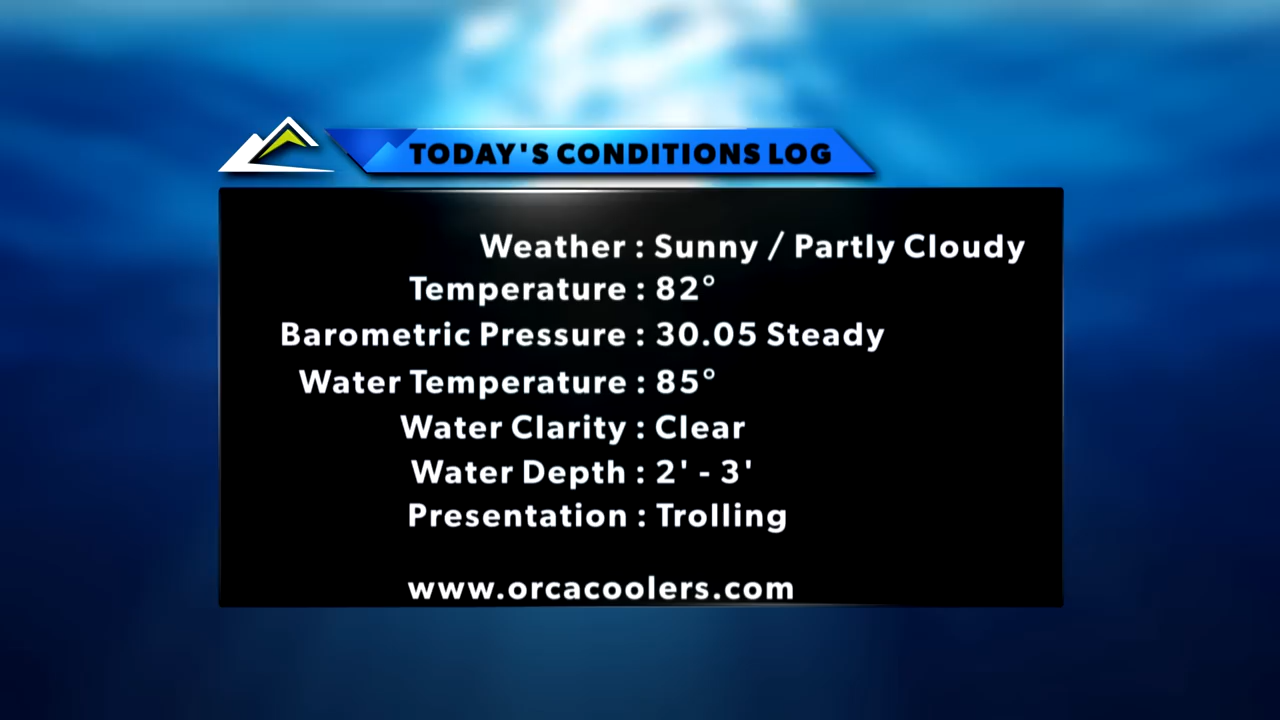 TODAY'S CONDITIONS LOG
Weather : Sunny / Partly Cloudy
Temperature : 82°
Barometric Pressure : 30.05 Steady
Water Temperature : 85°
Water Clarity : Clear
Water Depth : 2' - 3'
Presentation : Trolling
www.orcacoolers.com